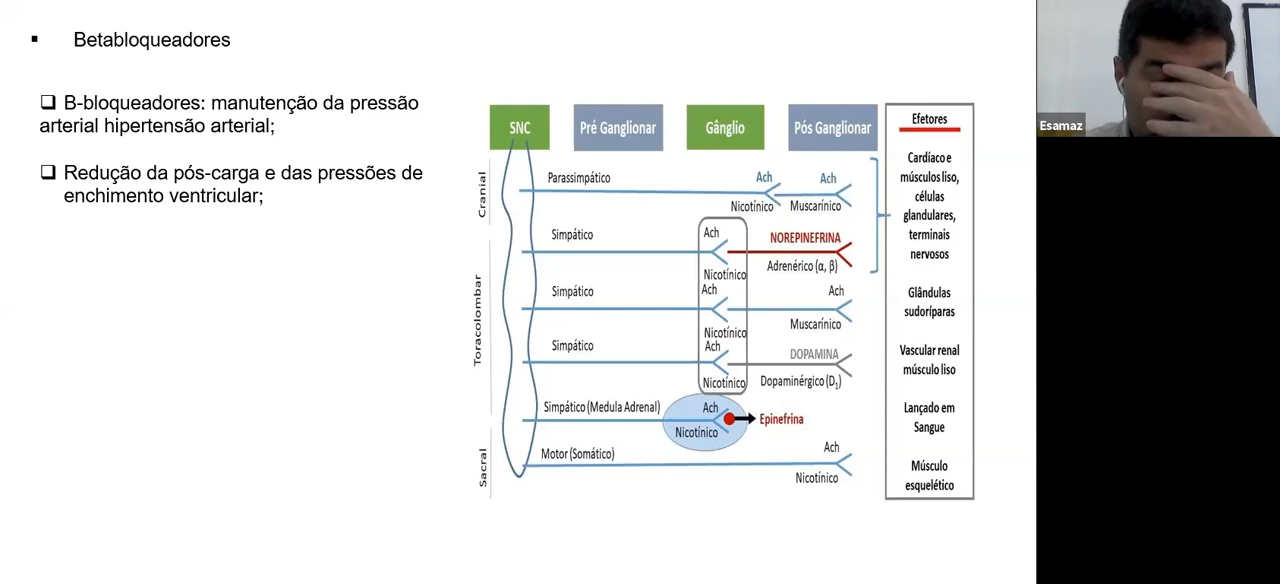 Betabloqueadores
B-bloqueadores: manutenção da pressão
arterial hipertensão arterial;
Redução da pós-carga e das pressões de
enchimento ventricular;
SNC
Pré Ganglionar
Gânglio
Pós Ganglionar
Efetores
Cranial
Parassimpático
Ach
Nicotínico
Ach
Muscarínico
Cardíaco e
músculos liso,
células
glandulares,
terminais
nervosos
Toracolombar
Simpático
Ach
Nicotínico
NOREPINEFRINA
Adrenérico (α, β)
Simpático
Ach
Nicotínico
Ach
Muscarínico
Glândulas
sudoríparas
Simpático
Ach
Nicotínico
DOPAMINA
Dopaminérgico (D₁)
Vascular renal
músculo liso
Simpático (Medula Adrenal)
Ach
Nicotínico
Epinefrina
Lançado em
Sangue
Sacral
Motor (Somático)
Ach
Nicotínico
Músculo
esquelético
Esamaz